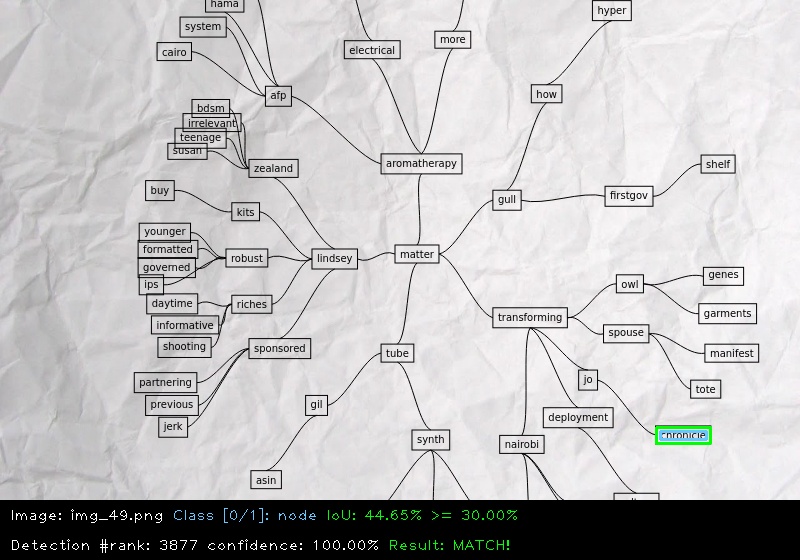 hama
hyper
system
more
electrical
cairo
how
afp
bdsm
irrelevant
teenage
susan
aromatherapy
shelf
zealand
buy
firstgov
gull
kits
younger
formatted
matter
robust
lindsey
governed
genes
ips
owl
daytime
riches
garments
transforming
informative
spouse
shooting
sponsored
tube
manifest
jo
partnering
tote
previous
gil
deployment
jerk
chronicle
synth
nairobi
asin
Image: img_49.png Class [0/1]: node IoU: 44.65% >= 30.00%
Detection #rank: 3877 confidence: 100.00% Result: MATCH!